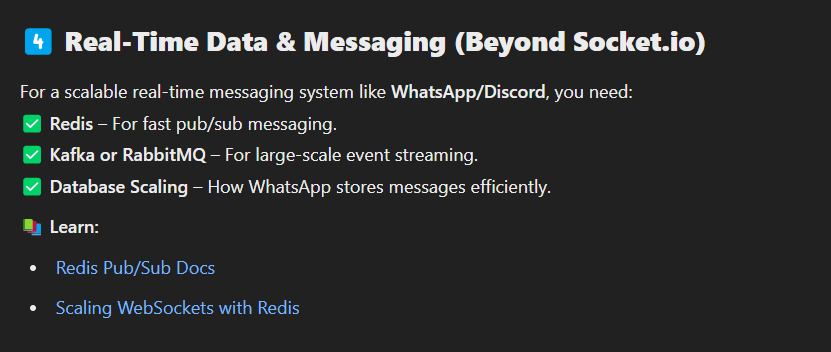 4 Real-Time Data & Messaging (Beyond Socket.io)
For a scalable real-time messaging system like WhatsApp/Discord, you need:
✅ Redis – For fast pub/sub messaging.
✅ Kafka or RabbitMQ – For large-scale event streaming.
✅ Database Scaling – How WhatsApp stores messages efficiently.
📚 Learn:
• Redis Pub/Sub Docs
• Scaling WebSockets with Redis